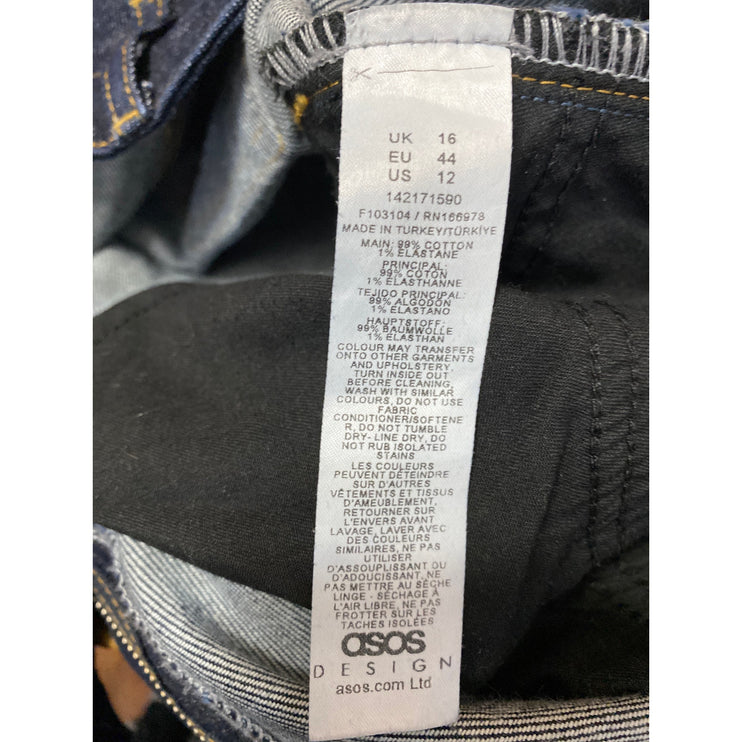 UK 16
EU 44
US 12
142171590
F103104 / RN166978
MADE IN TURKEY/TÜRKİYE
MAIN: 99% COTTON
1% ELASTANE
PRINCIPAL:
99% COTON
1% ELASTHANNE
TEJIDO PRINCIPAL:
99% ALGODON
1% ELASTANO
HAUPTSTOFF:
99% BAUMWOLLE
1% ELASTHAN
COLOUR MAY TRANSFER
ONTO OTHER GARMENTS
AND UPHOLSTERY,
TURN INSIDE OUT
BEFORE CLEANING,
WASH WITH SIMILAR
COLOURS, DO NOT USE
FABRIC
CONDITIONER/SOFTENE
R, DO NOT TUMBLE
DRY- LINE DRY, DO
NOT RUB ISOLATED
STAINS
LES COULEURS
PEUVENT DÉTEINDRE
SUR D'AUTRES
VÊTEMENTS ET TISSUS
D'AMEUBLEMENT,
RETOURNER SUR
L'ENVERS AVANT
LAVAGE, LAVER AVEC
DES COULEURS
SIMILAIRES, NE PAS
UTILISER
D'ASSOUPLISSANT OU
D'ADOUCISSANT, NE
PAS METTRE AU SÈCHE
LINGE - SÉCHAGE À
L'AIR LIBRE, NE PAS
FROTTER SUR LES
TACHES ISOLÉES
asos
DESIGN
asos.com Ltd